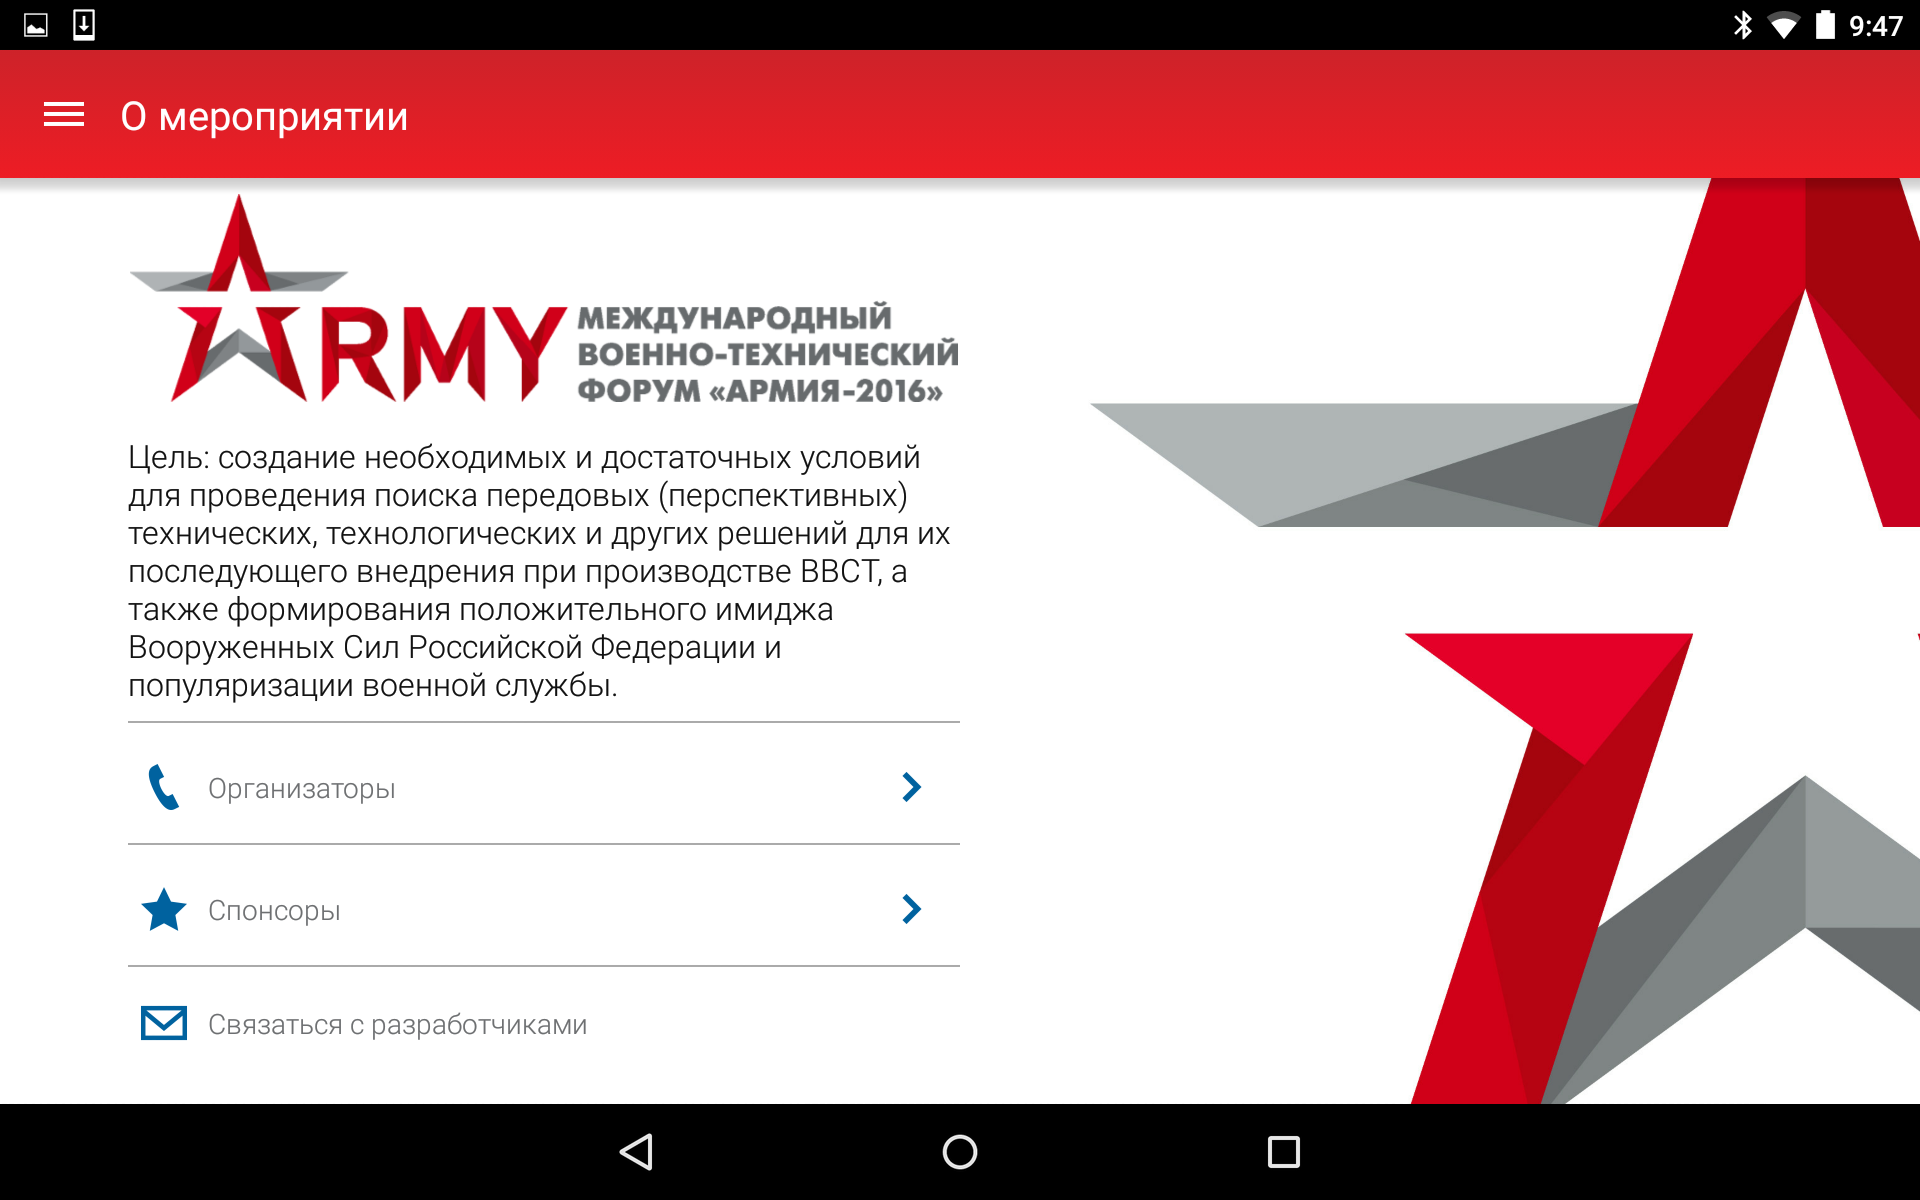 9:47
О мероприятии
ARMY
МЕЖДУНАРОДНЫЙ
ВОЕННО-ТЕХНИЧЕСКИЙ
ФОРУМ «АРМИЯ-2016»
Цель: создание необходимых и достаточных условий
для проведения поиска передовых (перспективных)
технических, технологических и других решений для их
последующего внедрения при производстве ВВСТ, а
также формирования положительного имиджа
Вооруженных Сил Российской Федерации и
популяризации военной службы.
Организаторы
Спонсоры
Связаться с разработчиками